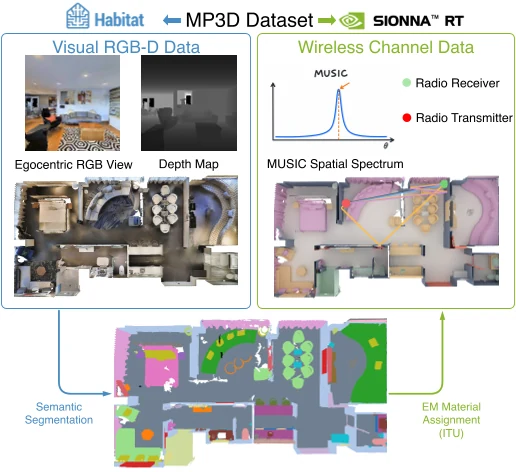 Habitat
MP3D Dataset
SIONNA™ RT
Visual RGB-D Data
Wireless Channel Data
MUSIC
θ
Radio Receiver
Radio Transmitter
Egocentric RGB View
Depth Map
MUSIC Spatial Spectrum
Semantic
Segmentation
EM Material
Assignment
(ITU)